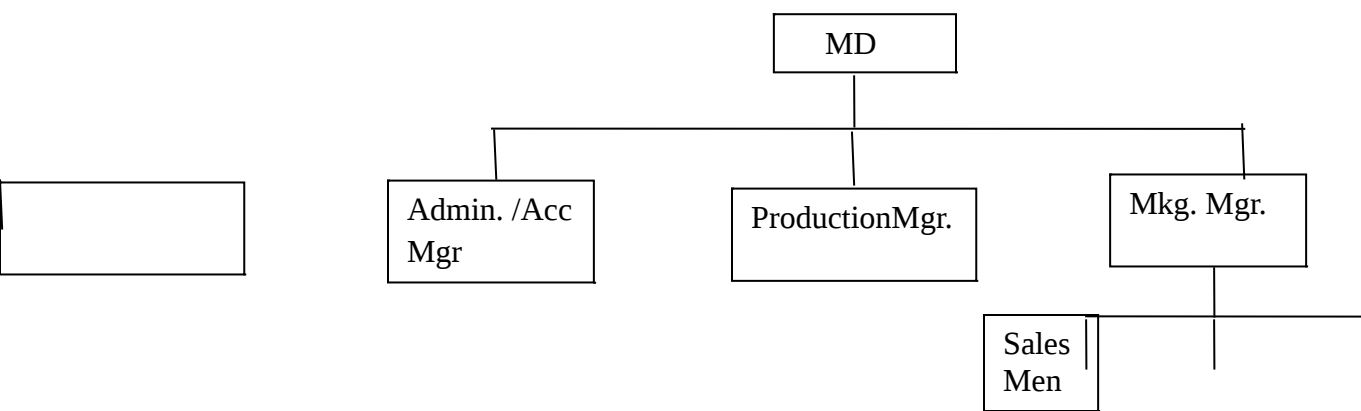 MD
Admin. /Acc
Mgr
ProductionMgr.
Mkg. Mgr.
Sales
Men